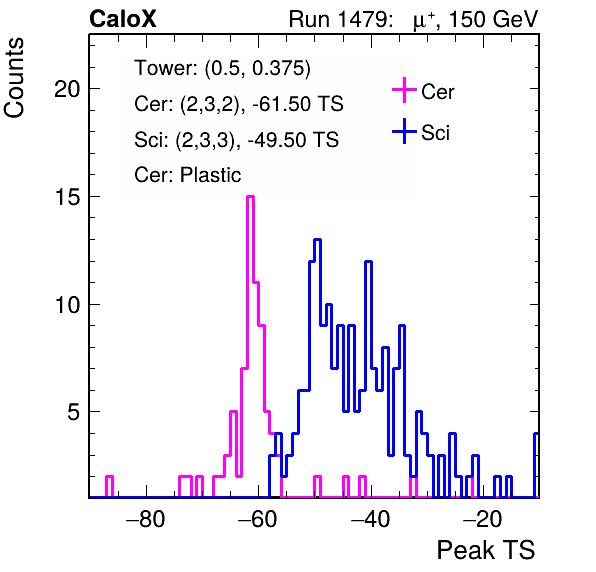 CaloX Run 1479: μ⁺, 150 GeV
Counts
Tower: (0.5, 0.375)
Cer: (2,3,2), -61.50 TS
Sci: (2,3,3), -49.50 TS
Cer: Plastic
Cer
Sci
20
15
10
5
−80 −60 −40 −20
Peak TS